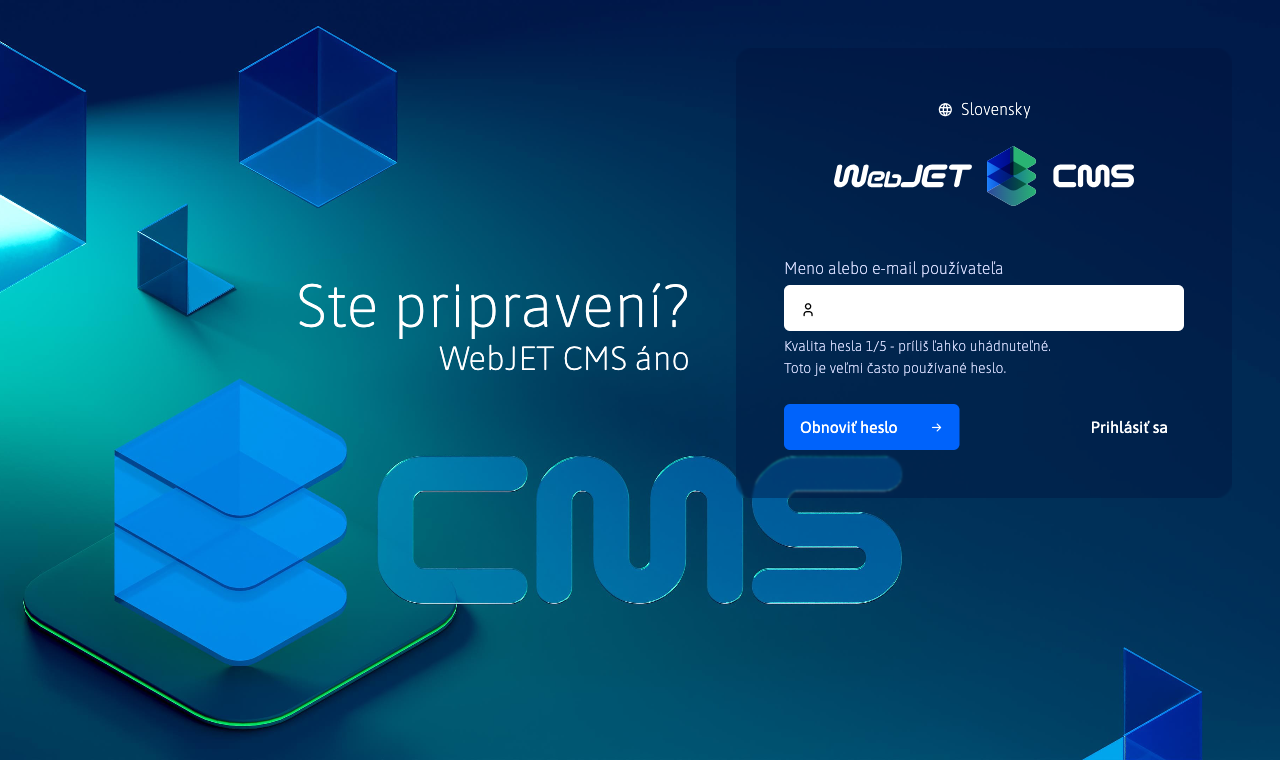 Slovensky
WebJET CMS
Ste pripravení?
WebJET CMS áno
Meno alebo e-mail používateľa
Kvalita hesla 1/5 - príliš ľahko uhádnuteľné.
Toto je veľmi často používané heslo.
Obnoviť heslo
Prihlásiť sa
CMS